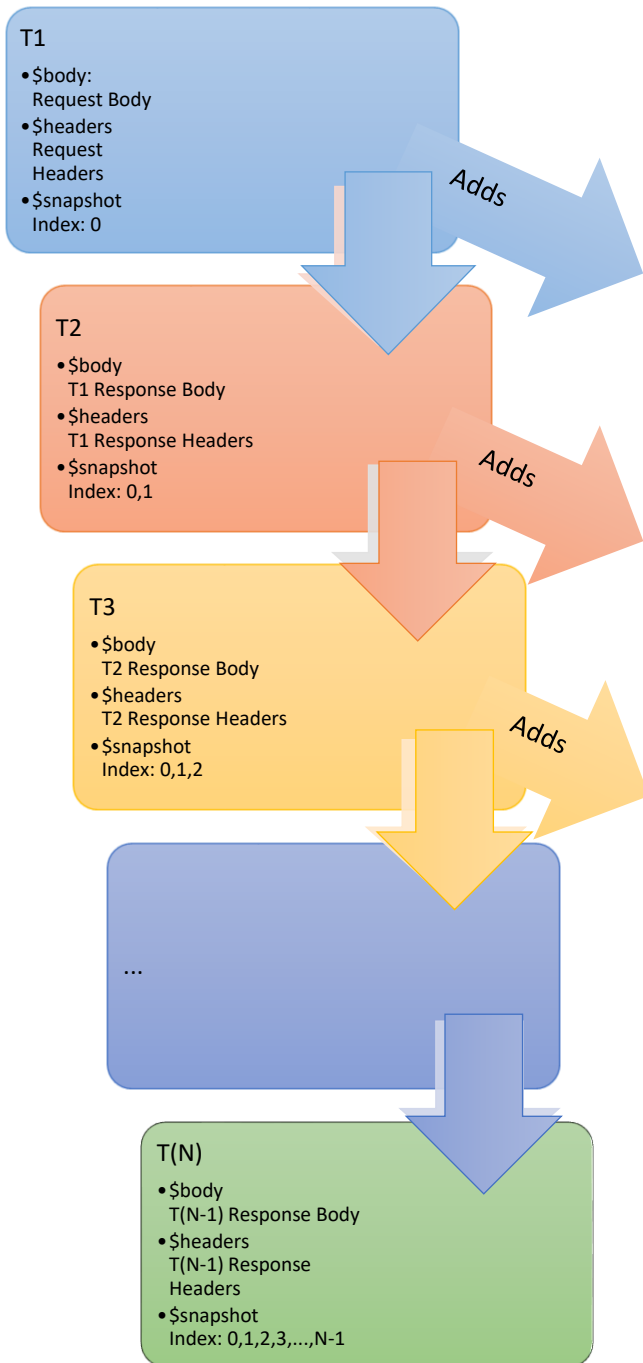 T1
•$body:
Request Body
•$headers
Request
Headers
•$snapshot
Index: 0
Adds
T2
•$body
T1 Response Body
•$headers
T1 Response Headers
•$snapshot
Index: 0,1
Adds
T3
•$body
T2 Response Body
•$headers
T2 Response Headers
•$snapshot
Index: 0,1,2
Adds
...
T(N)
•$body
T(N-1) Response Body
•$headers
T(N-1) Response
Headers
•$snapshot
Index: 0,1,2,3,...,N-1